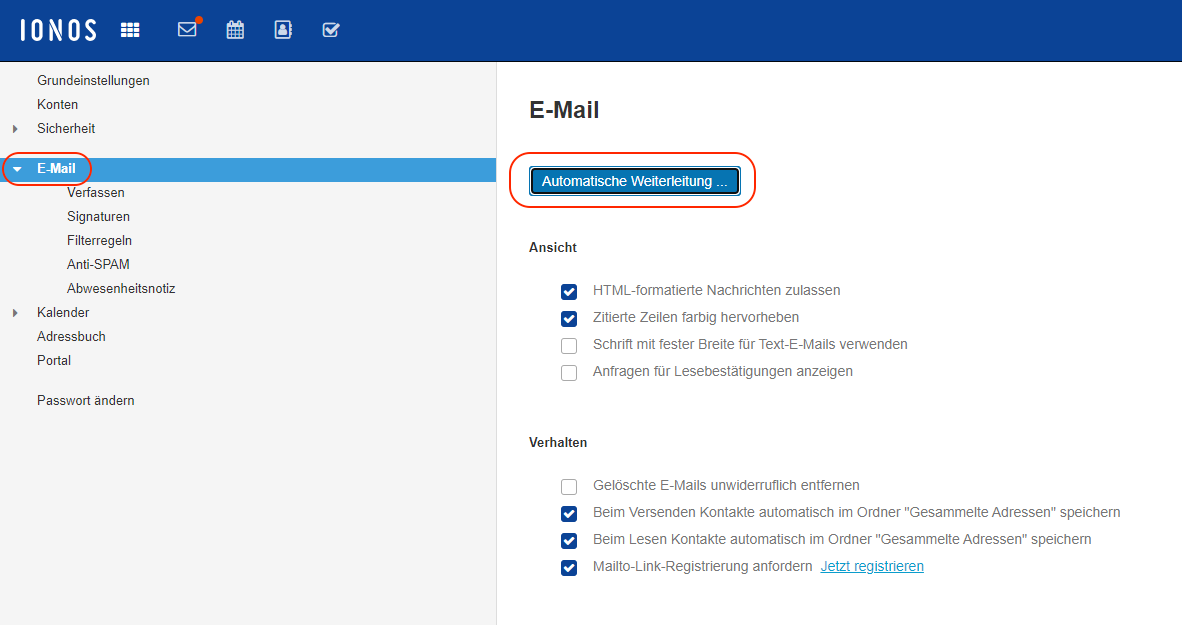 IONOS
Grundeinstellungen
Konten
Sicherheit
E-Mail
Verfassen
Signaturen
Filterregeln
Anti-SPAM
Abwesenheitsnotiz
Kalender
Adressbuch
Portal
Passwort ändern
E-Mail
Automatische Weiterleitung ...
Ansicht
HTML-formatierte Nachrichten zulassen
Zitierte Zeilen farbig hervorheben
Schrift mit fester Breite für Text-E-Mails verwenden
Anfragen für Lesebestätigungen anzeigen
Verhalten
Gelöschte E-Mails unwiderruflich entfernen
Beim Versenden Kontakte automatisch im Ordner "Gesammelte Adressen" speichern
Beim Lesen Kontakte automatisch im Ordner "Gesammelte Adressen" speichern
Mailto-Link-Registrierung anfordern Jetzt registrieren